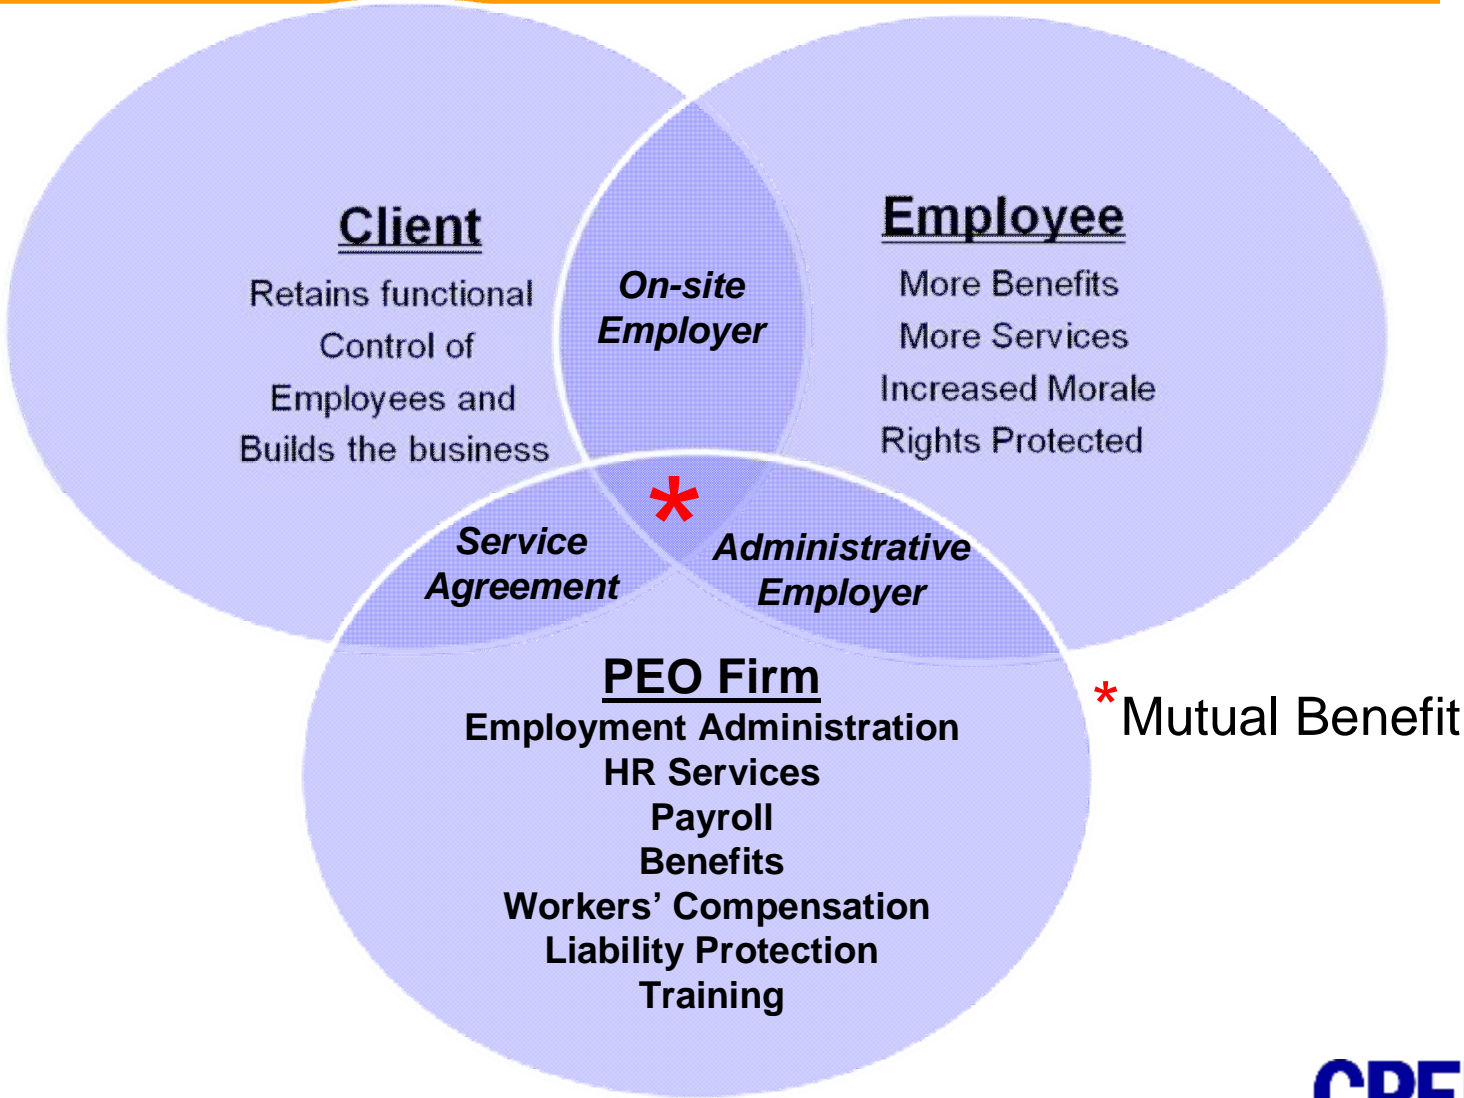 Client
Retains functional
Control of
Employees and
Builds the business
On-site
Employer
Employee
More Benefits
More Services
Increased Morale
Rights Protected
*
Service
Agreement
Administrative
Employer
PEO Firm
Employment Administration
HR Services
Payroll
Benefits
Workers’ Compensation
Liability Protection
Training
*Mutual Benefit